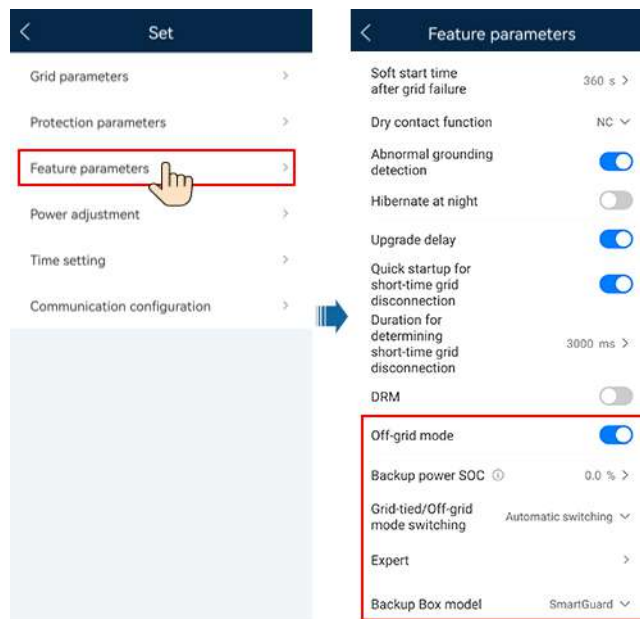 Set
Grid parameters
Protection parameters
Feature parameters
Power adjustment
Time setting
Communication configuration
Feature parameters
Soft start time
after grid failure
360 s
Dry contact function
NC
Abnormal grounding
detection
Hibernate at night
Upgrade delay
Quick startup for
short-time grid
disconnection
Duration for
determining
short-time grid
disconnection
3000 ms
DRM
Off-grid mode
Backup power SOC
0.0 %
Grid-tied/Off-grid
mode switching
Automatic switching
Expert
Backup Box model
SmartGuard